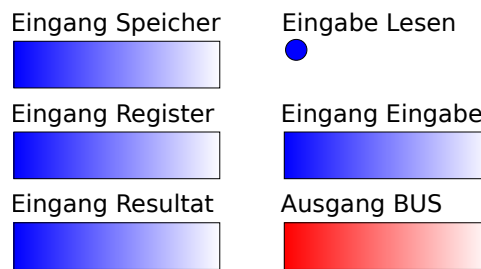 Eingang Speicher
Eingabe Lesen
Eingang Register
Eingang Eingabe
Eingang Resultat
Ausgang BUS